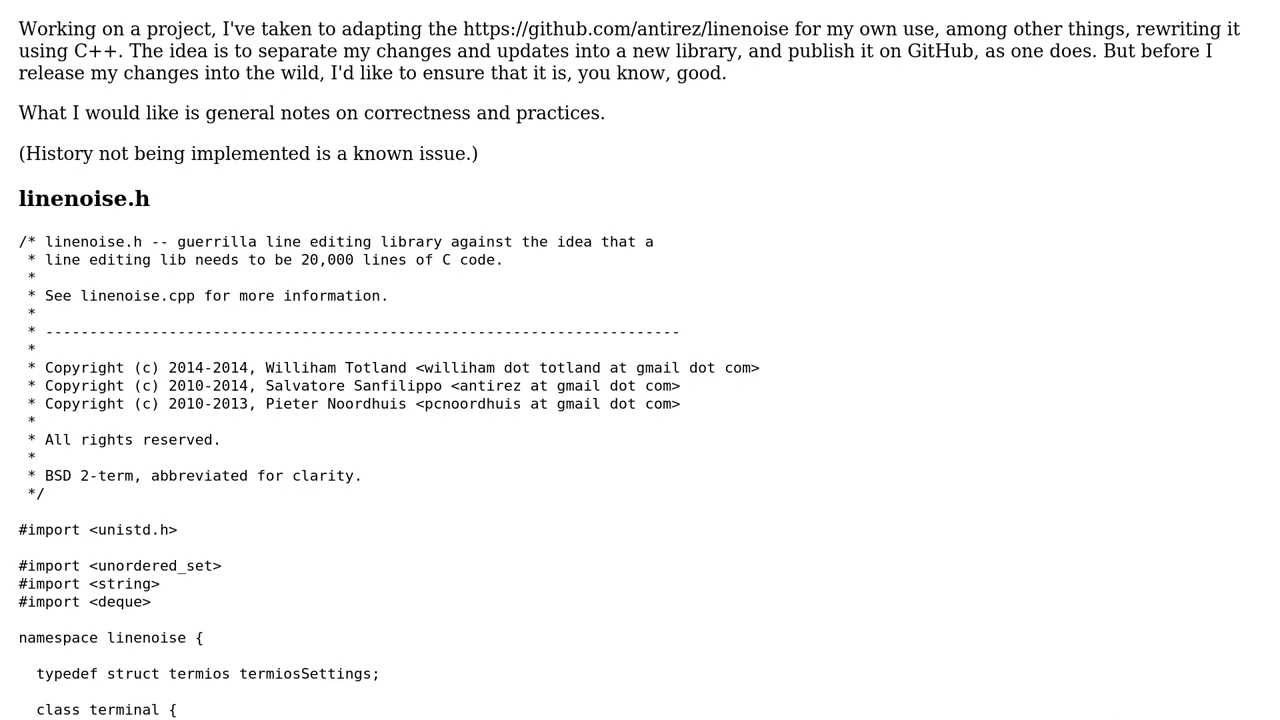 Working on a project, I've taken to adapting the https://github.com/antirez/linenoise for my own use, among other things, rewriting it
using C++. The idea is to separate my changes and updates into a new library, and publish it on GitHub, as one does. But before I
release my changes into the wild, I'd like to ensure that it is, you know, good.
What I would like is general notes on correctness and practices.
(History not being implemented is a known issue.)
linenoise.h
/* linenoise.h -- guerrilla line editing library against the idea that a
 * line editing lib needs to be 20,000 lines of C code.
 *
 * See linenoise.cpp for more information.
 *
 * ------------------------------------------------------------------------
 *
 * Copyright (c) 2014-2014, Williham Totland <williham dot totland at gmail dot com>
 * Copyright (c) 2010-2014, Salvatore Sanfilippo <antirez at gmail dot com>
 * Copyright (c) 2010-2013, Pieter Noordhuis <pcnoordhuis at gmail dot com>
 *
 * All rights reserved.
 *
 * BSD 2-term, abbreviated for clarity.
 */
#import <unistd.h>
#import <unordered_set>
#import <string>
#import <deque>
namespace linenoise {
  typedef struct termios termiosSettings;
  class terminal {